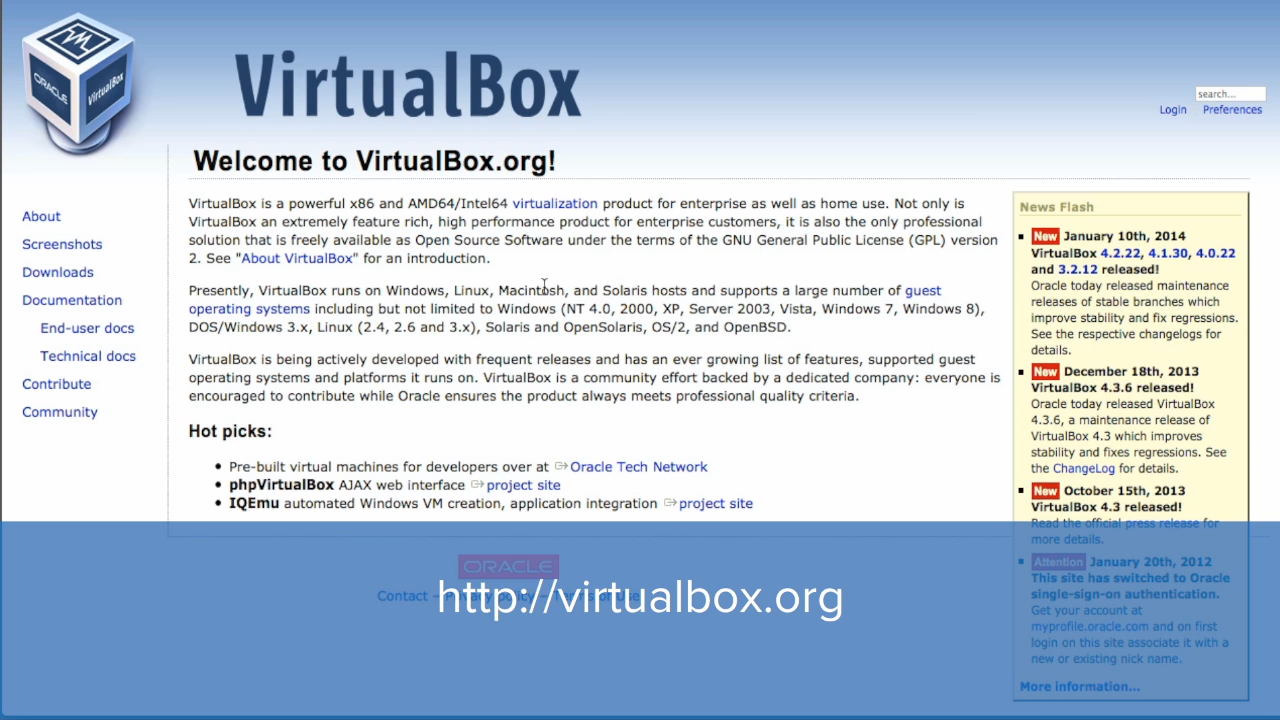 ORACLE
VirtualBox
VirtualBox
search...
Login Preferences
Welcome to VirtualBox.org!
About
Screenshots
Downloads
Documentation
End-user docs
Technical docs
Contribute
Community
VirtualBox is a powerful x86 and AMD64/Intel64 virtualization product for enterprise as well as home use. Not only is
VirtualBox an extremely feature rich, high performance product for enterprise customers, it is also the only professional
solution that is freely available as Open Source Software under the terms of the GNU General Public License (GPL) version
2. See "About VirtualBox" for an introduction.
Presently, VirtualBox runs on Windows, Linux, Macintosh, and Solaris hosts and supports a large number of guest
operating systems including but not limited to Windows (NT 4.0, 2000, XP, Server 2003, Vista, Windows 7, Windows 8),
DOS/Windows 3.x, Linux (2.4, 2.6 and 3.x), Solaris and OpenSolaris, OS/2, and OpenBSD.
VirtualBox is being actively developed with frequent releases and has an ever growing list of features, supported guest
operating systems and platforms it runs on. VirtualBox is a community effort backed by a dedicated company: everyone is
encouraged to contribute while Oracle ensures the product always meets professional quality criteria.
Hot picks:
• Pre-built virtual machines for developers over at Oracle Tech Network
• phpVirtualBox AJAX web interface project site
• IQEmu automated Windows VM creation, application integration project site
News Flash
New January 10th, 2014
VirtualBox 4.2.22, 4.1.30, 4.0.22
and 3.2.12 released!
Oracle today released maintenance
releases of stable branches which
improve stability and fix regressions.
See the respective changelogs for
details.
New December 18th, 2013
VirtualBox 4.3.6 released!
Oracle today released VirtualBox
4.3.6, a maintenance release of
VirtualBox 4.3 which improves
stability and fixes regressions. See
the ChangeLog for details.
New October 15th, 2013
VirtualBox 4.3 released!
Read the official press release for
more details.
Attention January 20th, 2012
This site has switched to Oracle
single-sign-on authentication.
Get your account at
myprofile.oracle.com and on first
login on this site associate it with a
new or existing nick name.
More information...
ORACLE
Contact – Privacy policy – Terms of Use
http://virtualbox.org